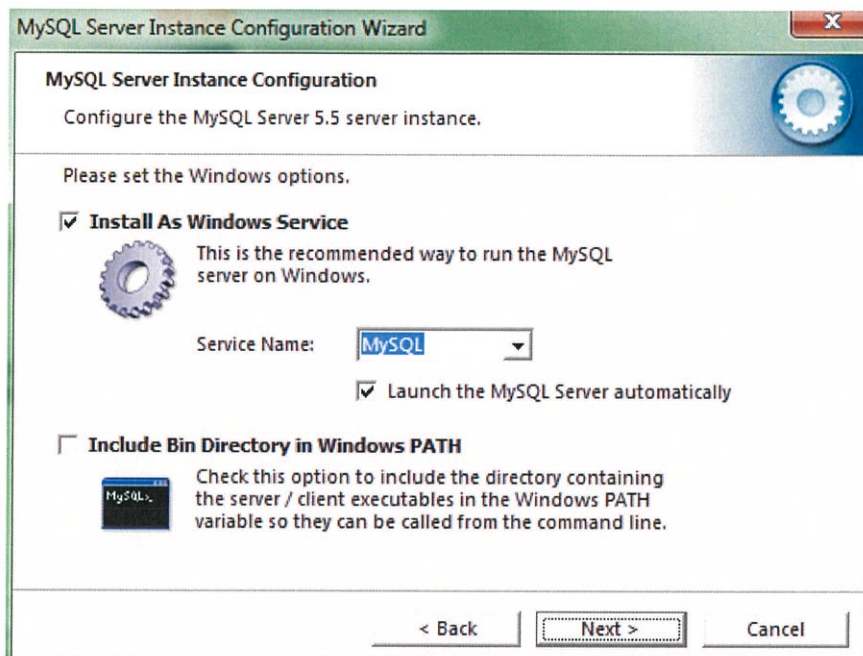 MySQL Server Instance Configuration Wizard
X
MySQL Server Instance Configuration
Configure the MySQL Server 5.5 server instance.
Please set the Windows options.
Install As Windows Service
This is the recommended way to run the MySQL
server on Windows.
Service Name:
MySQL
Launch the MySQL Server automatically
Include Bin Directory in Windows PATH
Check this option to include the directory containing
the server / client executables in the Windows PATH
variable so they can be called from the command line.
MySQL>_
< Back
Next >
Cancel